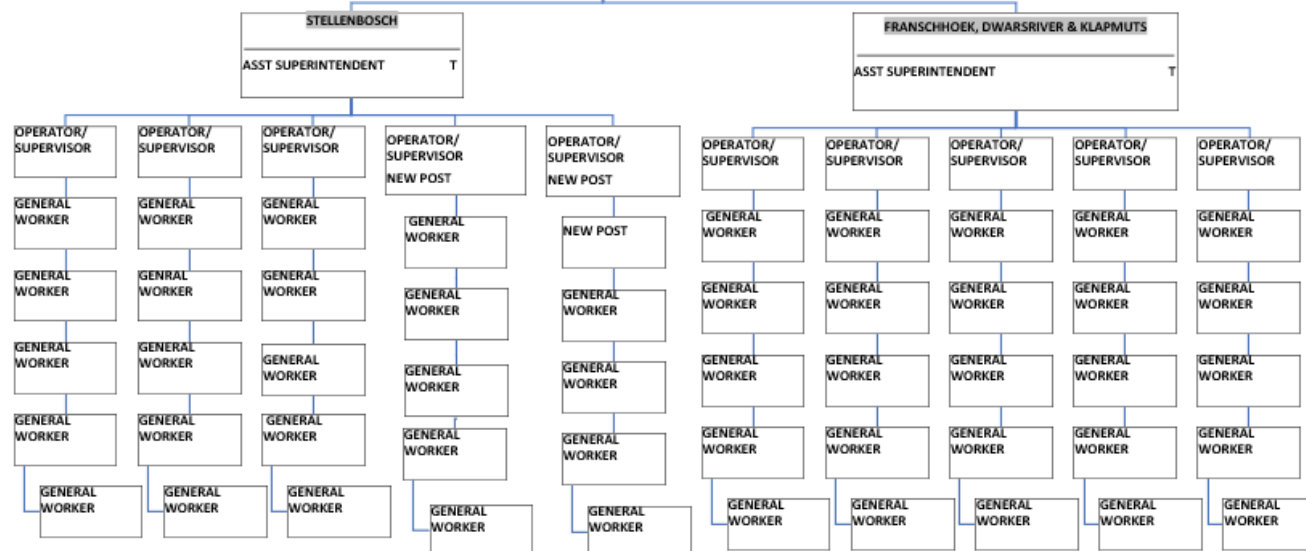 STELLENBOSCH
ASST SUPERINTENDENT T
FRANSCHHOEK, DWARSRIVER & KLAPMUTS
ASST SUPERINTENDENT T
OPERATOR/
SUPERVISOR
GENERAL
WORKER
GENERAL
WORKER
GENERAL
WORKER
GENERAL
WORKER
GENERAL
WORKER
OPERATOR/
SUPERVISOR
GENERAL
WORKER
GENRAL
WORKER
GENERAL
WORKER
GENERAL
WORKER
GENERAL
WORKER
OPERATOR/
SUPERVISOR
GENERAL
WORKER
GENERAL
WORKER
GENERAL
WORKER
GENERAL
WORKER
GENERAL
WORKER
OPERATOR/
SUPERVISOR
NEW POST
GENERAL
WORKER
GENERAL
WORKER
GENERAL
WORKER
GENERAL
WORKER
GENERAL
WORKER
OPERATOR/
SUPERVISOR
NEW POST
NEW POST
GENERAL
WORKER
GENERAL
WORKER
GENERAL
WORKER
GENERAL
WORKER
OPERATOR/
SUPERVISOR
GENERAL
WORKER
GENERAL
WORKER
GENERAL
WORKER
GENERAL
WORKER
GENERAL
WORKER
OPERATOR/
SUPERVISOR
GENERAL
WORKER
GENERAL
WORKER
GENERAL
WORKER
GENERAL
WORKER
GENERAL
WORKER
OPERATOR/
SUPERVISOR
GENERAL
WORKER
GENERAL
WORKER
GENERAL
WORKER
GENERAL
WORKER
GENERAL
WORKER
OPERATOR/
SUPERVISOR
GENERAL
WORKER
GENERAL
WORKER
GENERAL
WORKER
GENERAL
WORKER
GENERAL
WORKER
OPERATOR/
SUPERVISOR
GENERAL
WORKER
GENERAL
WORKER
GENERAL
WORKER
GENERAL
WORKER
GENERAL
WORKER